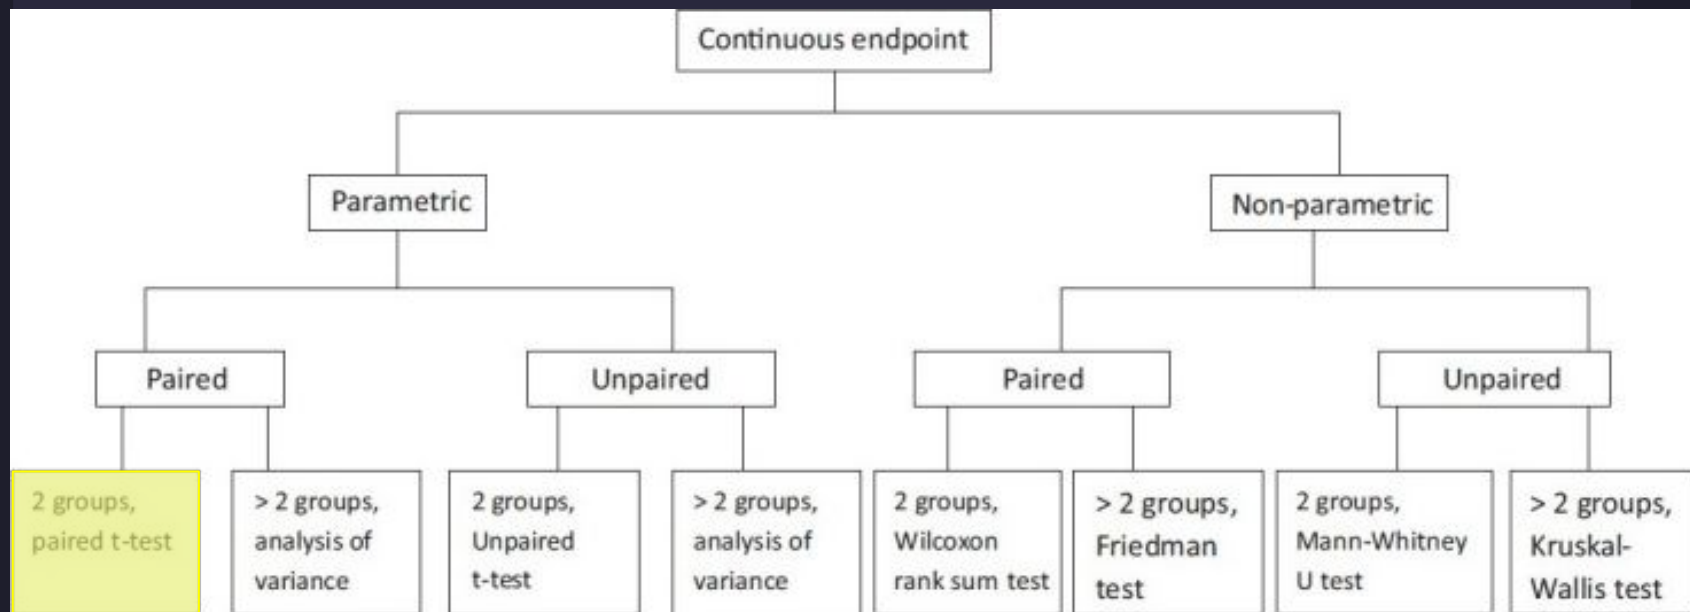 Continuous endpoint
Parametric
Non-parametric
Paired
Unpaired
Paired
Unpaired
2 groups,
paired t-test
> 2 groups,
analysis of
variance
2 groups,
Unpaired
t-test
> 2 groups,
analysis of
variance
2 groups,
Wilcoxon
rank sum test
> 2 groups,
Friedman
test
2 groups,
Mann-Whitney
U test
> 2 groups,
Kruskal-
Wallis test